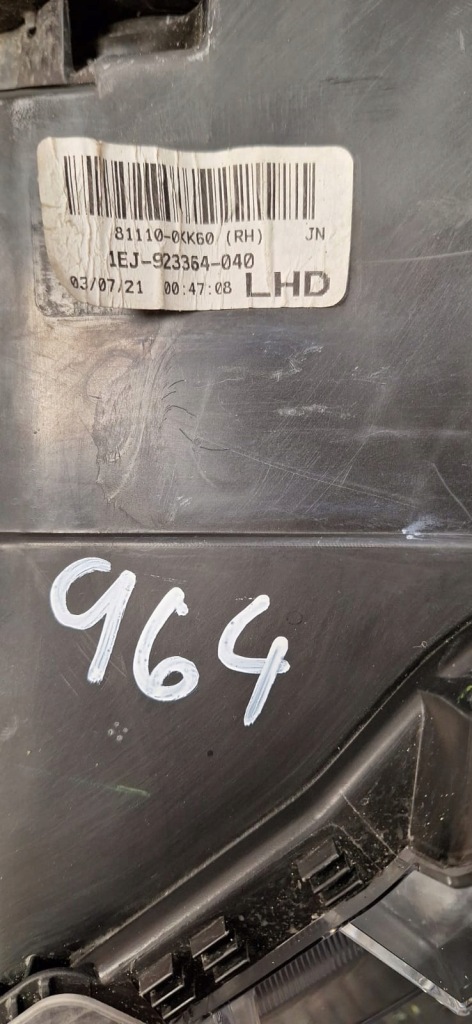 81110-0KK60 (RH) JN
1EJ-923364-040
03/07/21 00:47:08 LHD
964